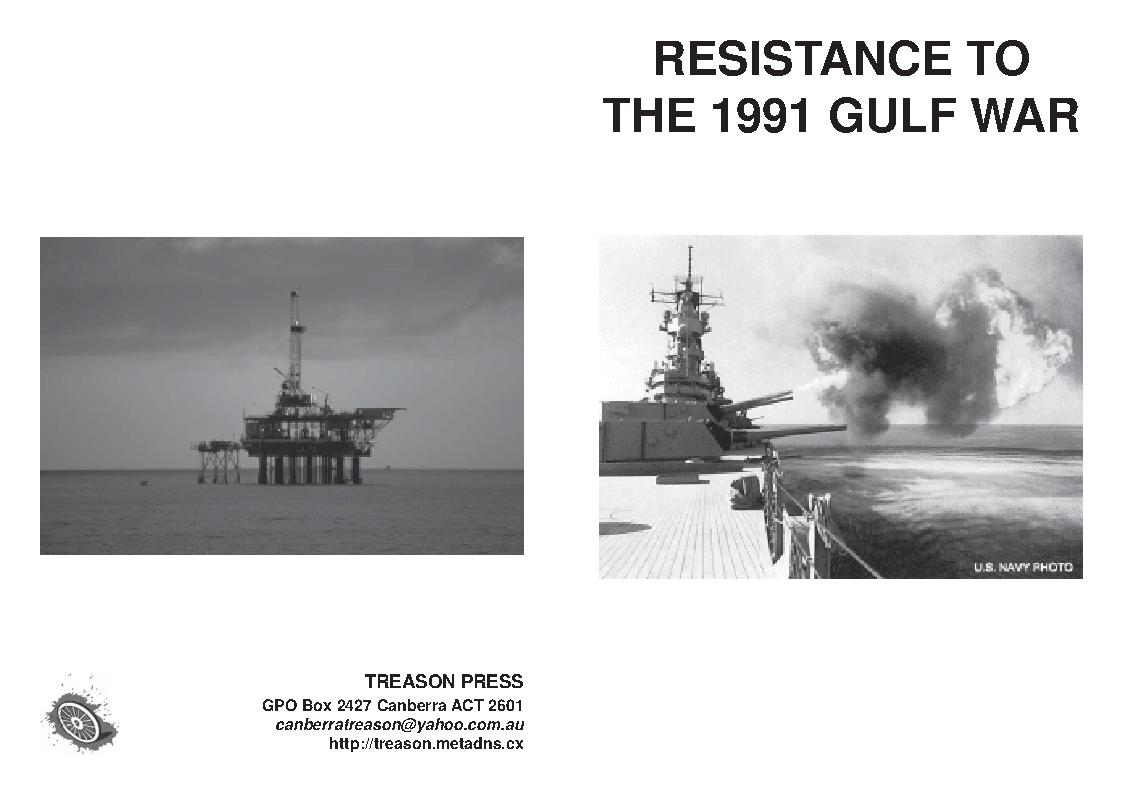 RESISTANCE TO
THE 1991 GULF WAR
U.S. NAVY PHOTO
TREASON PRESS
GPO Box 2427 Canberra ACT 2601
canberratreason@yahoo.com.au
http://treason.metadns.cx